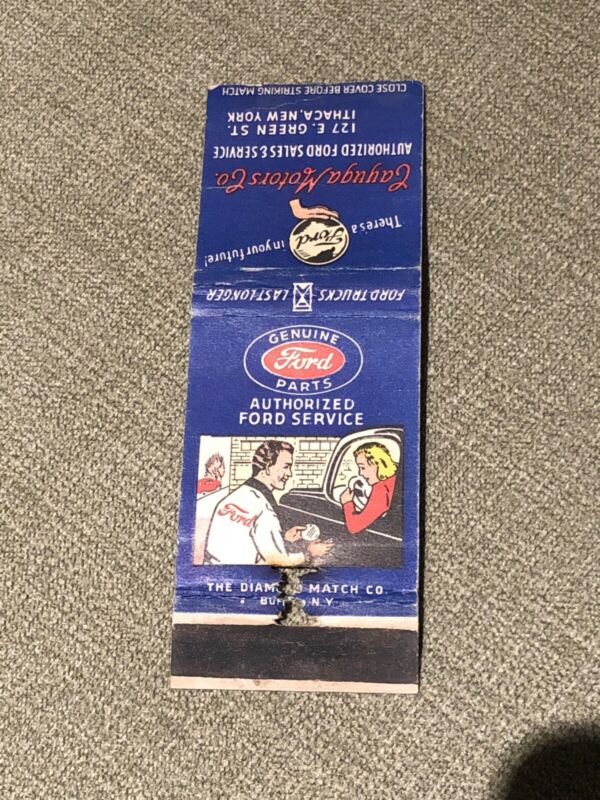 There's a
Ford
in your future!
Cayuga Motors Co.
AUTHORIZED FORD SALES & SERVICE
127 E. GREEN ST.
ITHACA, NEW YORK
CLOSE COVER BEFORE STRIKING MATCH
FORD TRUCKS LAST LONGER
GENUINE
Ford
PARTS
AUTHORIZED
FORD SERVICE
Ford
THE MATCH CO
N.Y.